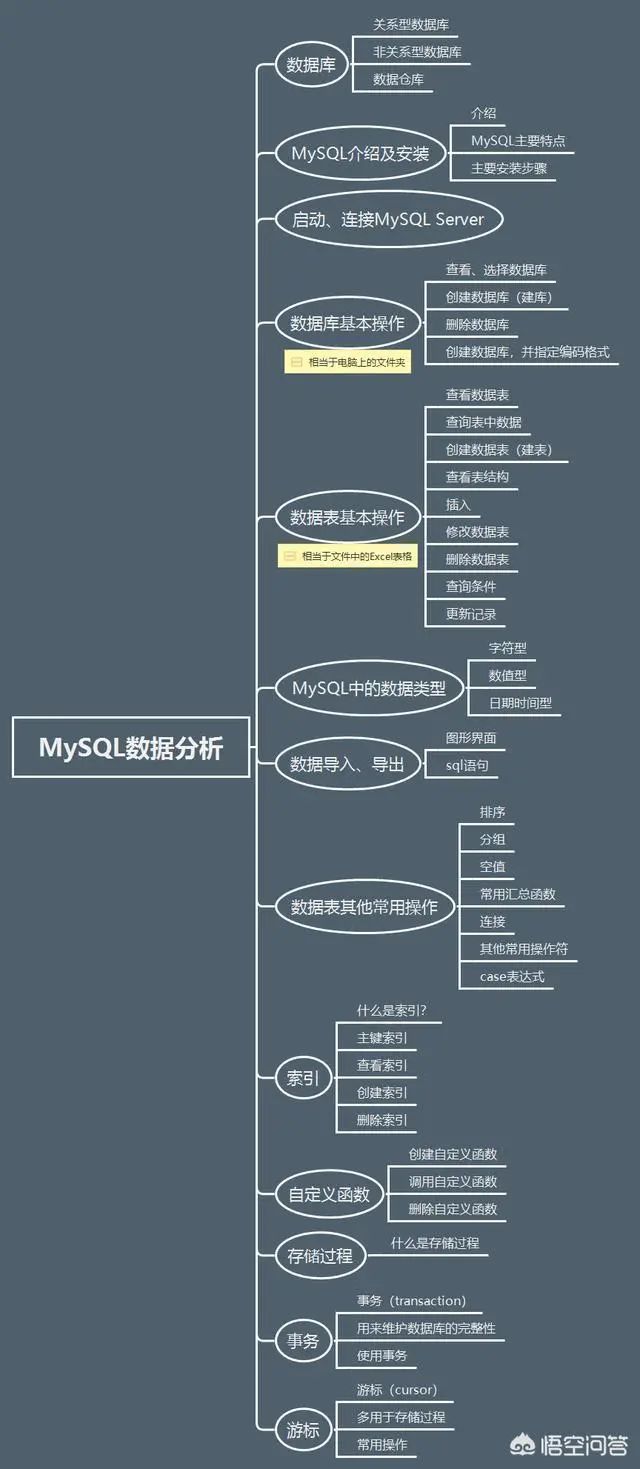 关系型数据库
数据库
非关系型数据库
数据仓库
介绍
MySQL介绍及安装
MySQL主要特点
主要安装步骤
启动、连接MySQL Server
查看、选择数据库
创建数据库（建库）
数据库基本操作
删除数据库
创建数据库，并指定编码格式
相当于电脑上的文件夹
查看数据表
查询表中数据
创建数据表（建表）
查看表结构
数据表基本操作
插入
修改数据表
相当于文件中的Excel表格
删除数据表
查询条件
更新记录
字符型
MySQL中的数据类型
数值型
日期时间型
MySQL数据分析
图形界面
数据导入、导出
sql语句
排序
分组
空值
常用汇总函数
数据表其他常用操作
连接
其他常用操作符
case表达式
什么是索引?
主键索引
索引
查看索引
创建索引
删除索引
创建自定义函数
自定义函数
调用自定义函数
删除自定义函数
存储过程
什么是存储过程
事务（transaction）
事务
用来维护数据库的完整性
使用事务
游标（cursor）
游标
多用于存储过程
常用操作
悟空问答